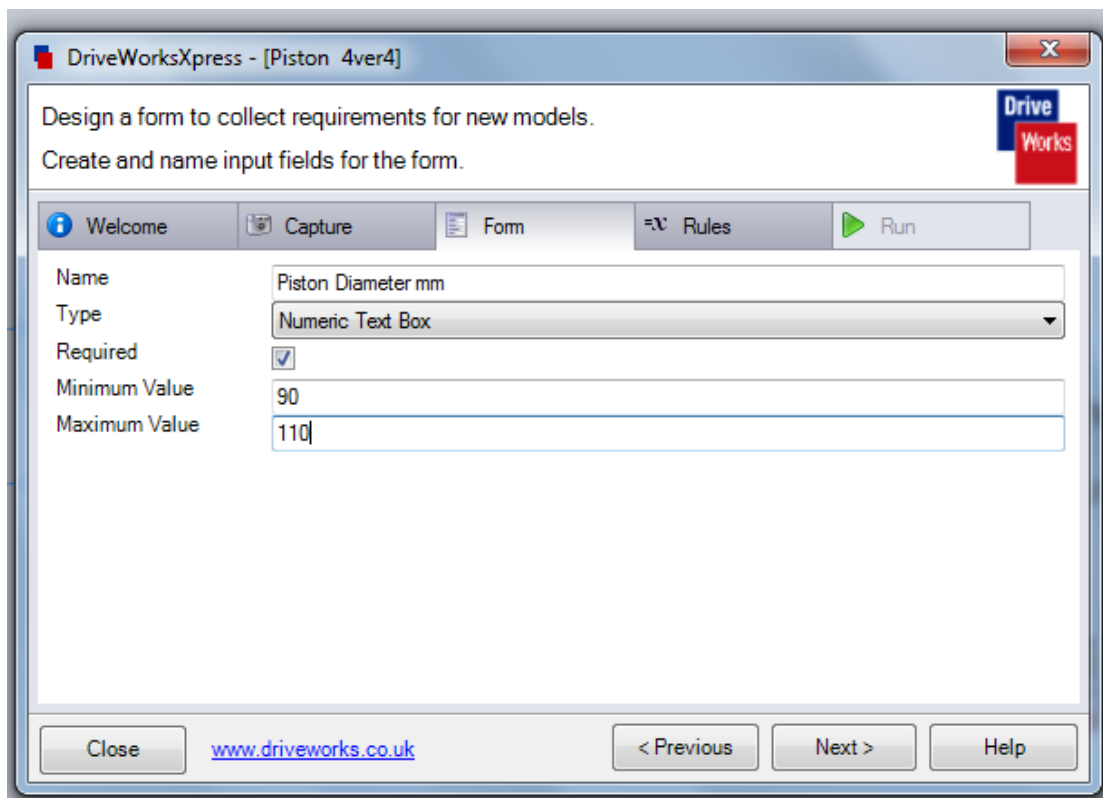 DriveWorksXpress - [Piston 4ver4]
Design a form to collect requirements for new models.
Create and name input fields for the form.
Drive
Works
Welcome
Capture
Form
=x Rules
Run
Name
Piston Diameter mm
Type
Numeric Text Box
Required
Minimum Value
90
Maximum Value
110
Close
www.driveworks.co.uk
< Previous
Next >
Help